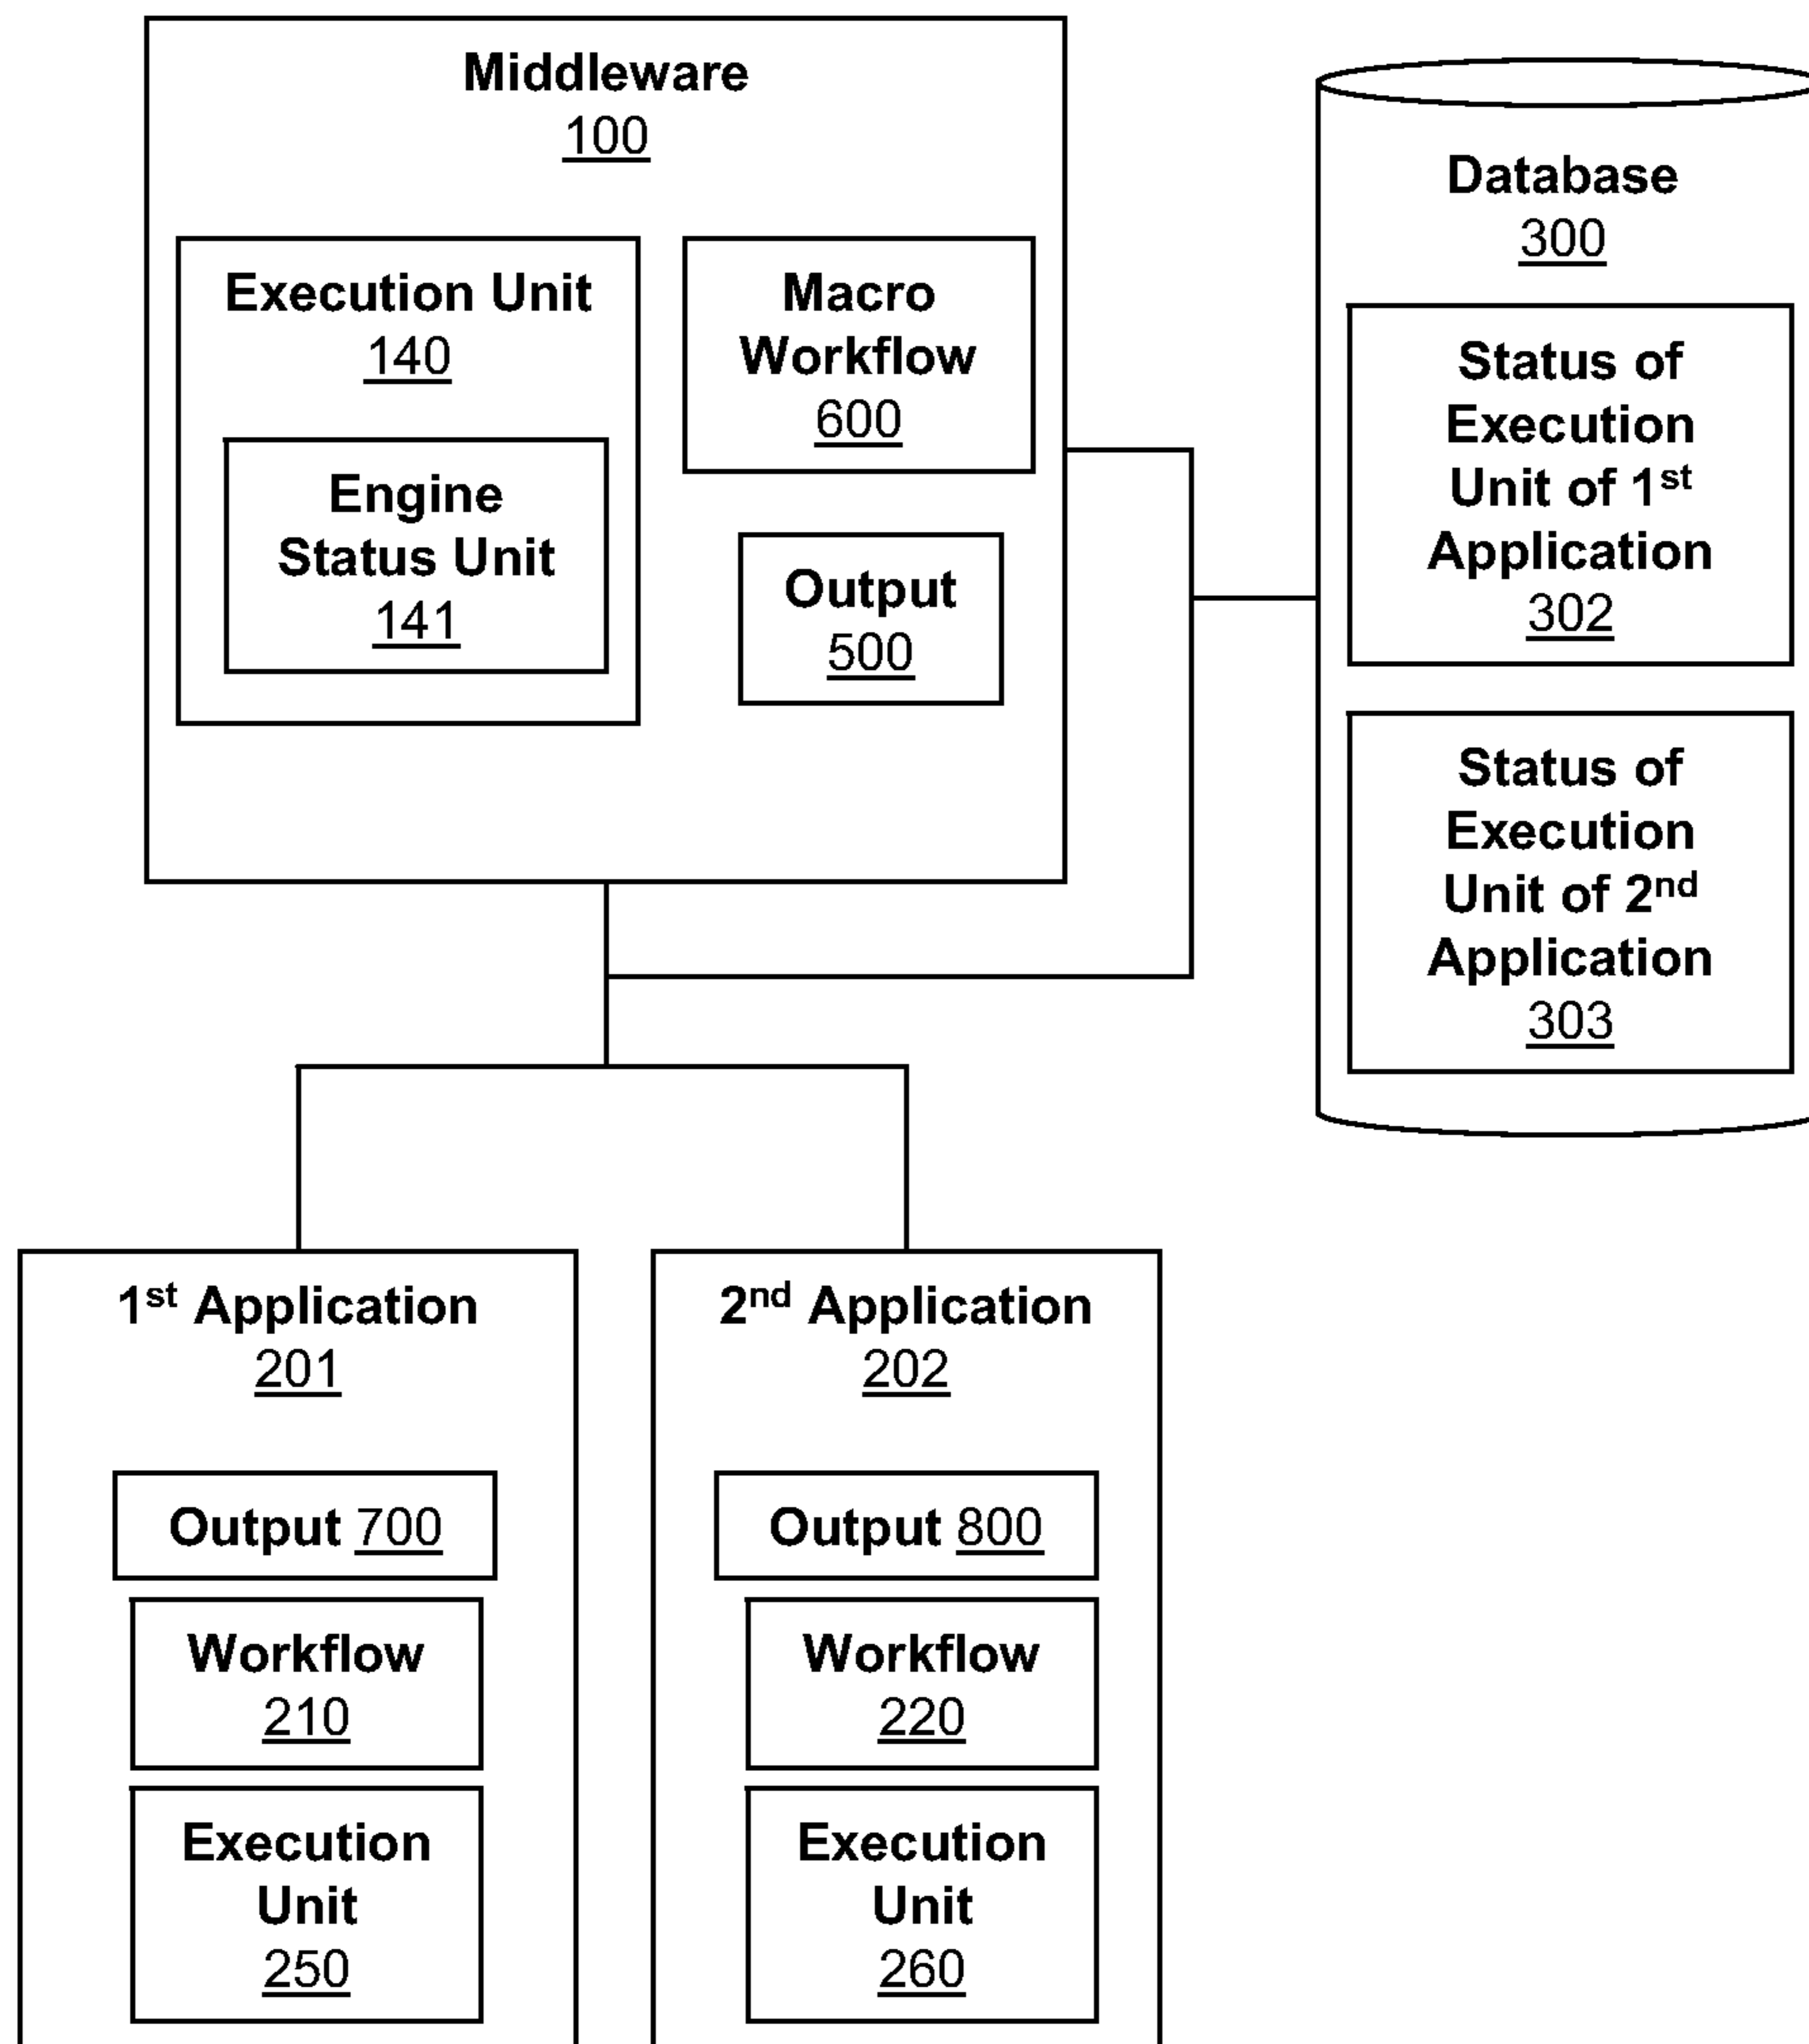 Middleware
100
Execution Unit
140
Engine
Status Unit
141
Macro
Workflow
600
Output
500
Database
300
Status of
Execution
Unit of 1st
Application
302
Status of
Execution
Unit of 2nd
Application
303
1st Application
201
Output 700
Workflow
210
Execution
Unit
250
2nd Application
202
Output 800
Workflow
220
Execution
Unit
260